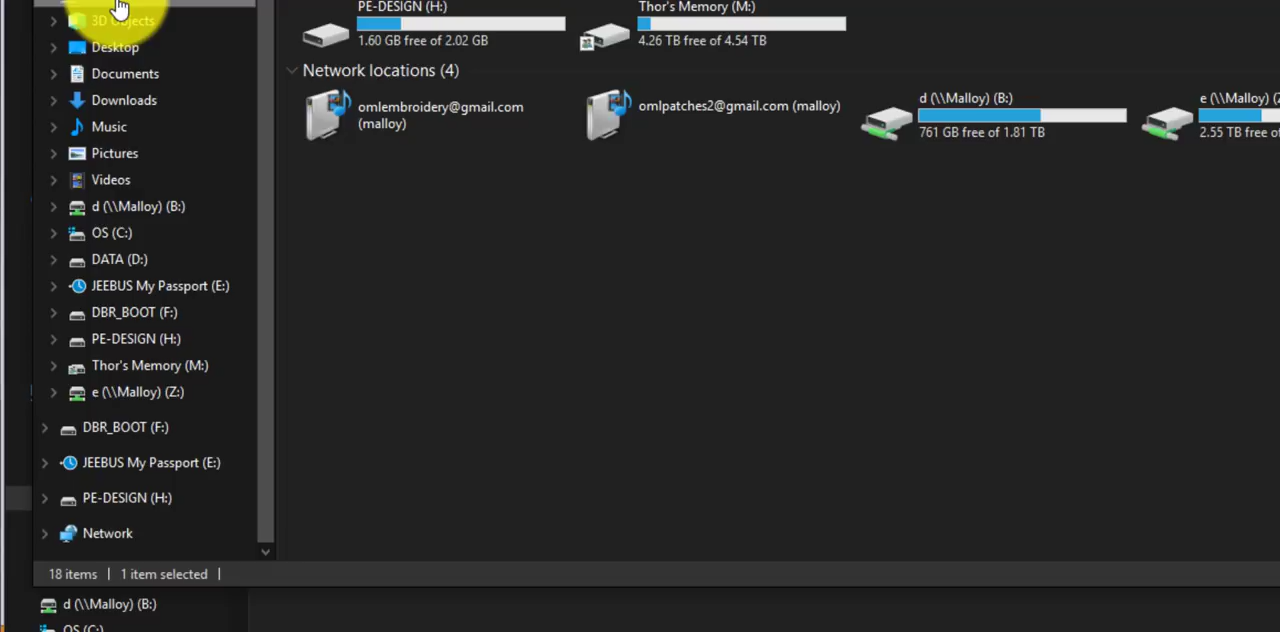 3D Objects
Desktop
Documents
Downloads
Music
Pictures
Videos
d (\\Malloy) (B:)
OS (C:)
DATA (D:)
JEEBUS My Passport (E:)
DBR_BOOT (F:)
PE-DESIGN (H:)
Thor's Memory (M:)
e (\\Malloy) (Z:)
DBR_BOOT (F:)
JEEBUS My Passport (E:)
PE-DESIGN (H:)
Network
PE-DESIGN (H:)
1.60 GB free of 2.02 GB
Thor's Memory (M:)
4.26 TB free of 4.54 TB
Network locations (4)
omlembroidery@gmail.com
(malloy)
omlpatches2@gmail.com (malloy)
d (\\Malloy) (B:)
761 GB free of 1.81 TB
e (\\Malloy)
2.55 TB free of
18 items | 1 item selected |
d (\\Malloy) (B:)
OS (C:)